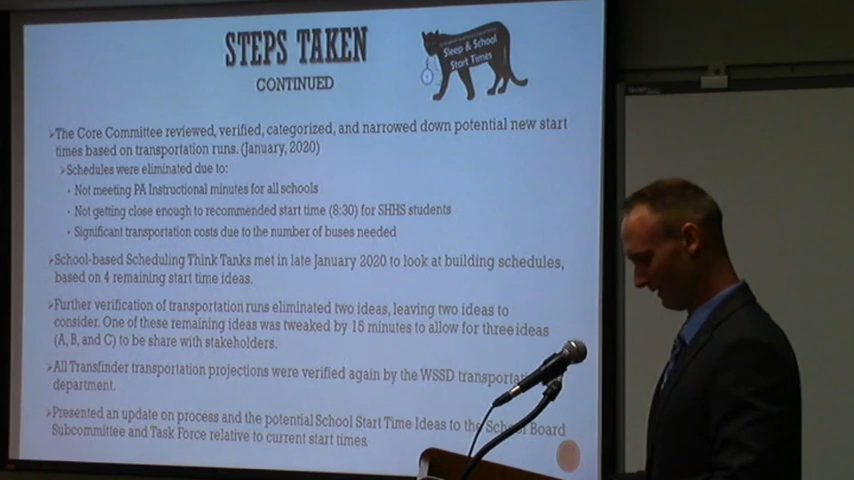 STEPS TAKEN
CONTINUED
Sleep & School
Start Times
The Core Committee reviewed, verified, categorized, and narrowed down potential new start
times based on transportation runs. (January, 2020)
Schedules were eliminated due to:
Not meeting PA Instructional minutes for all schools
Not getting close enough to recommended start time (8:30) for SHHS students
Significant transportation costs due to the number of buses needed
School-based Scheduling Think Tanks met in late January 2020 to look at building schedules,
based on 4 remaining start time ideas.
Further verification of transportation runs eliminated two ideas, leaving two ideas to
consider. One of these remaining ideas was tweaked by 15 minutes to allow for three ideas
(A, B, and C) to be share with stakeholders.
All Transfinder transportation projections were verified again by the WSSD
department.
Presented an update on process and the potential School Start Time Ideas to the School Board
Subcommittee and Task Force relative to current start times.